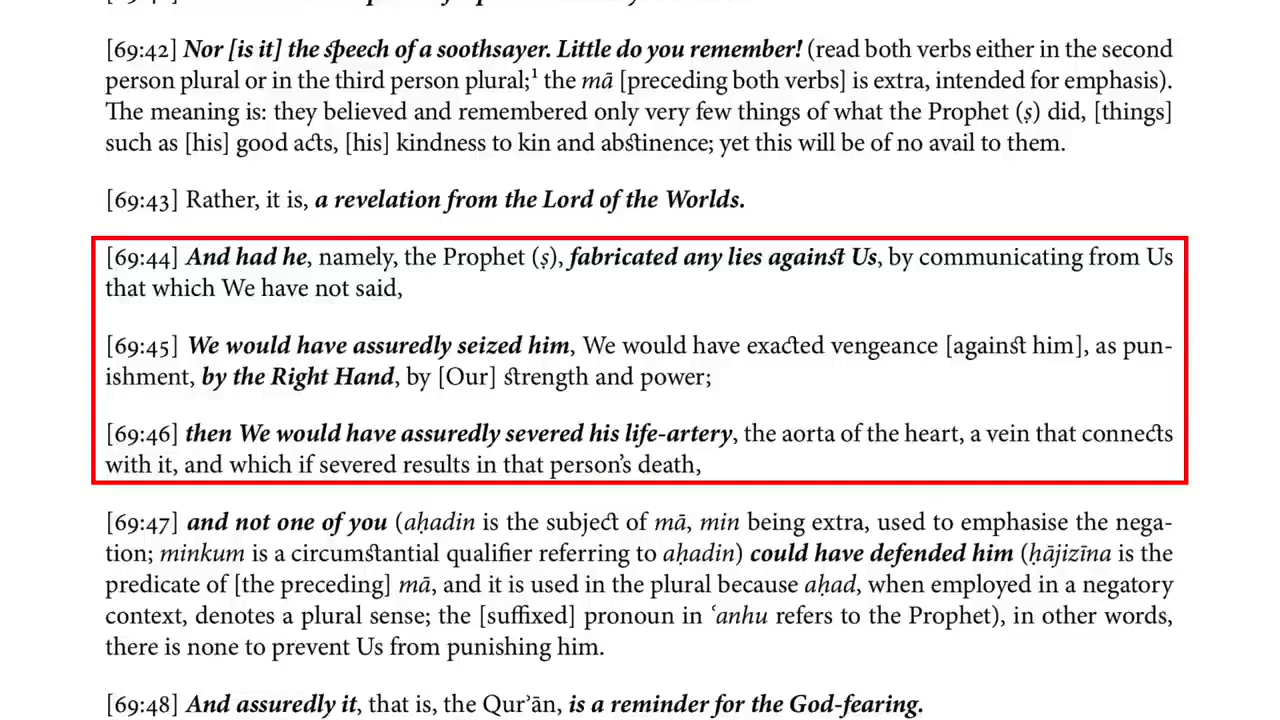 [69:42] Nor [is it] the speech of a soothsayer. Little do you remember! (read both verbs either in the second
person plural or in the third person plural;¹ the mā [preceding both verbs] is extra, intended for emphasis).
The meaning is: they believed and remembered only very few things of what the Prophet (ṣ) did, [things]
such as [his] good acts, [his] kindness to kin and abstinence; yet this will be of no avail to them.
[69:43] Rather, it is, a revelation from the Lord of the Worlds.
[69:44] And had he, namely, the Prophet (ṣ), fabricated any lies against Us, by communicating from Us
that which We have not said,
[69:45] We would have assuredly seized him, We would have exacted vengeance [against him], as pun-
ishment, by the Right Hand, by [Our] strength and power;
[69:46] then We would have assuredly severed his life-artery, the aorta of the heart, a vein that connects
with it, and which if severed results in that person's death,
[69:47] and not one of you (aḥadin is the subject of mā, min being extra, used to emphasise the nega-
tion; minkum is a circumstantial qualifier referring to aḥadin) could have defended him (ḥājizīna is the
predicate of [the preceding] mā, and it is used in the plural because aḥad, when employed in a negatory
context, denotes a plural sense; the [suffixed] pronoun in ʿanhu refers to the Prophet), in other words,
there is none to prevent Us from punishing him.
[69:48] And assuredly it, that is, the Qurʾān, is a reminder for the God-fearing.